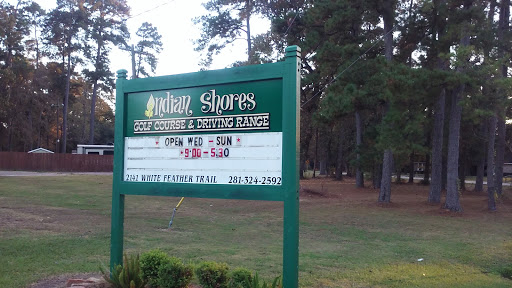 Indian Shores
GOLF COURSE & DRIVING RANGE
OPEN WED - SUN
9:00 - 5:30
2141 WHITE FEATHER TRAIL 281-324-2592